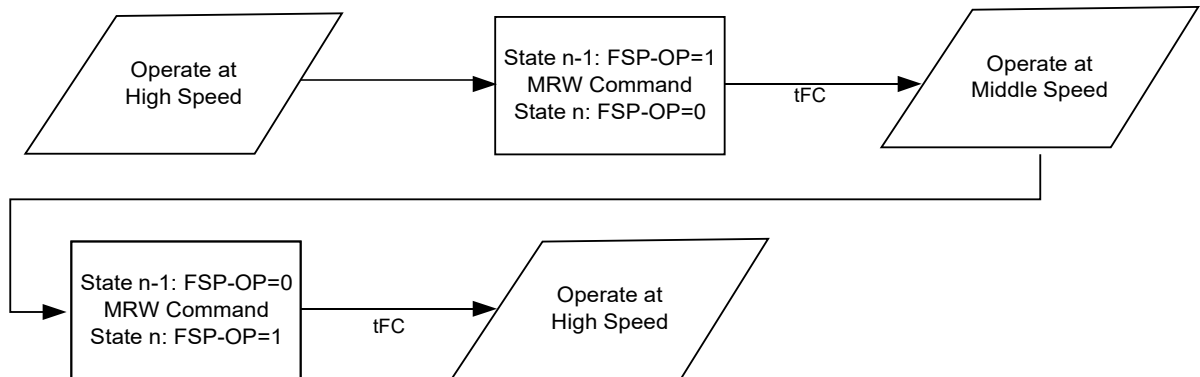 Operate at
High Speed
State n-1: FSP-OP=1
MRW Command
State n: FSP-OP=0
tFC
Operate at
Middle Speed
State n-1: FSP-OP=0
MRW Command
State n: FSP-OP=1
tFC
Operate at
High Speed